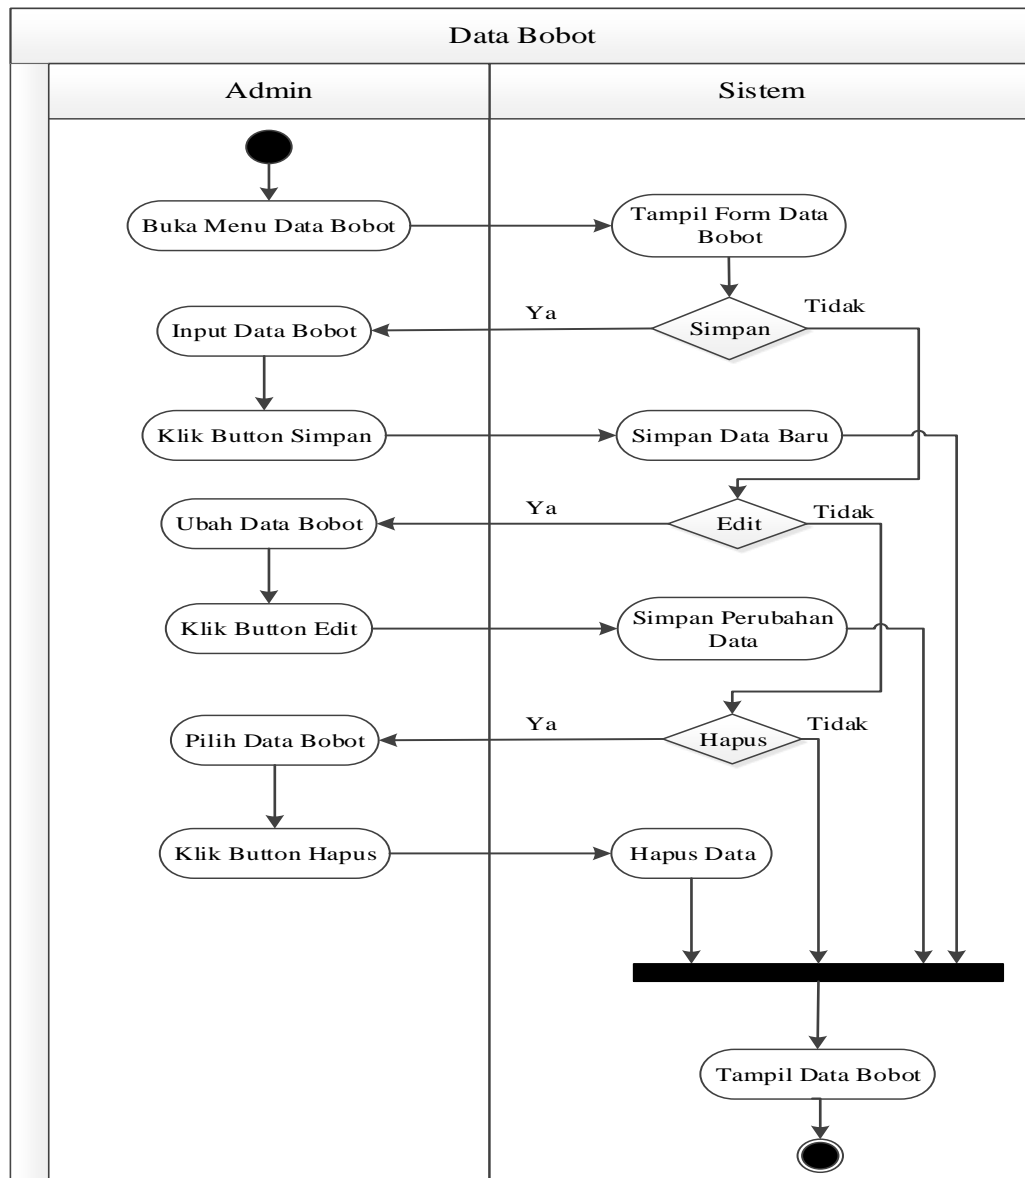 Data Bobot
Admin
Sistem
Buka Menu Data Bobot
Tampil Form Data
Bobot
Ya
Tidak
Input Data Bobot
Simpan
Klik Button Simpan
Simpan Data Baru
Ya
Tidak
Ubah Data Bobot
Edit
Klik Button Edit
Simpan Perubahan
Data
Ya
Tidak
Pilih Data Bobot
Hapus
Klik Button Hapus
Hapus Data
Tampil Data Bobot